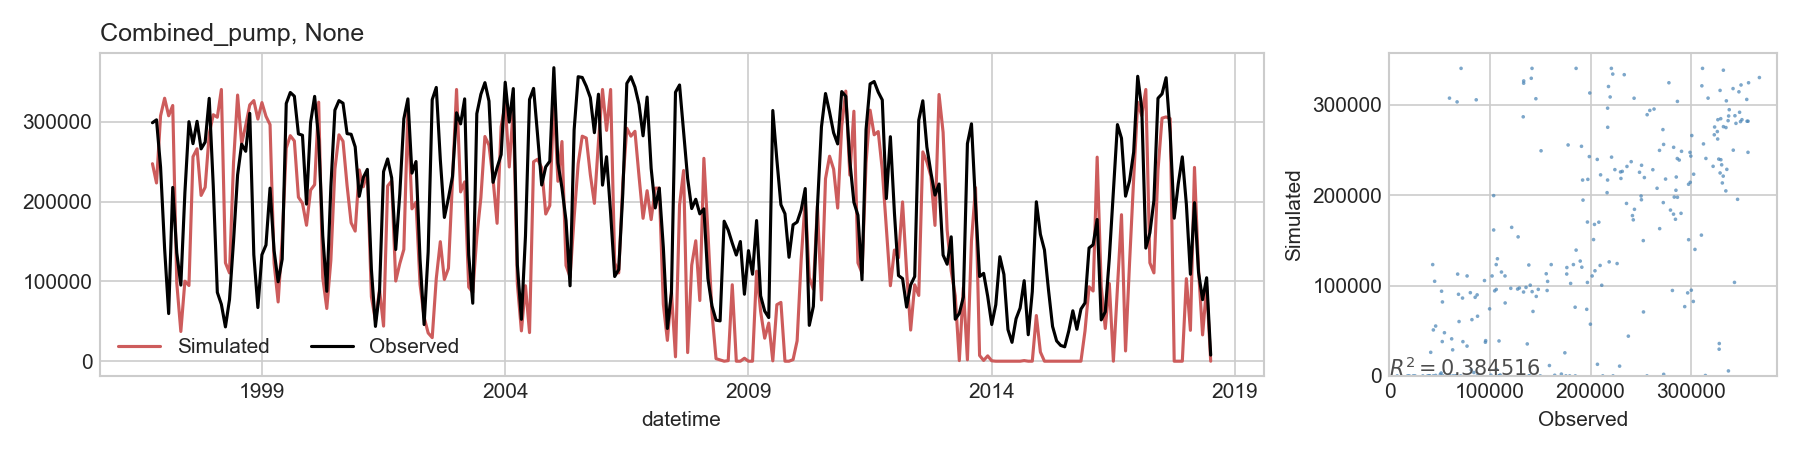 Combined_pump, None
300000
200000
100000
0
Simulated
Observed
1999
2004
2009
2014
2019
datetime
Simulated
300000
200000
100000
0
R² = 0.384516
0
100000
200000
300000
Observed